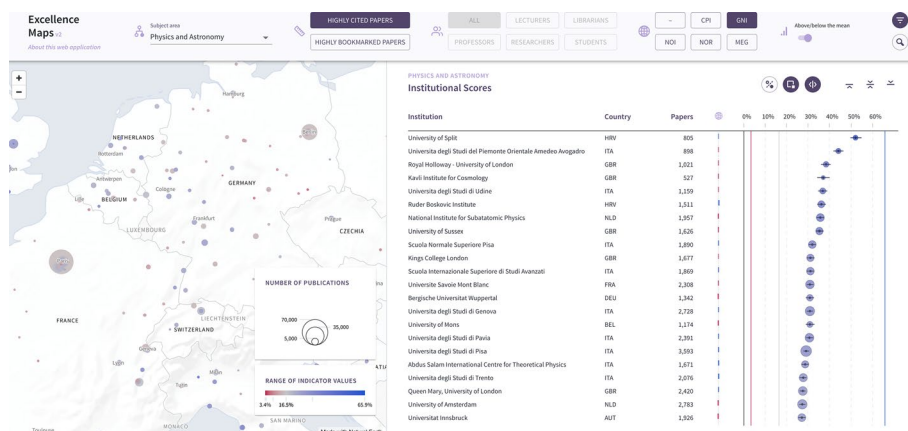 Excellence
Maps v2
About this web application
Subject area
Physics and Astronomy
HIGHLY CITED PAPERS
HIGHLY BOOKMARKED PAPERS
ALL
LECTURERS
LIBRARIANS
PROFESSORS
RESEARCHERS
STUDENTS
–
CPI
GNI
NOI
NOR
MEG
Above/below the mean
+
−
Hamburg
NETHERLANDS
Rotterdam
Antwerpen
Cologne
Lille
BELGIUM
GERMANY
LUXEMBOURG
Frankfurt
Prague
CZECHIA
FRANCE
LIECHTENSTEIN
SWITZERLAND
Geneva
Lyon
Milan
Turin
MONACO
SAN MARINO
Toulouse
NUMBER OF PUBLICATIONS
70,000
35,000
5,000
RANGE OF INDICATOR VALUES
3.4% 16.5% 65.9%
PHYSICS AND ASTRONOMY
Institutional Scores
Institution Country Papers 0% 10% 20% 30% 40% 50% 60%
University of Split HRV 805
Universita degli Studi del Piemonte Orientale Amedeo Avogadro ITA 898
Royal Holloway - University of London GBR 1,021
Kavli Institute for Cosmology GBR 527
Universita degli Studi di Udine ITA 1,159
Ruder Boskovic Institute HRV 1,511
National Institute for Subatomic Physics NLD 1,957
University of Sussex GBR 1,626
Scuola Normale Superiore Pisa ITA 1,890
Kings College London GBR 1,677
Scuola Internazionale Superiore di Studi Avanzati ITA 1,869
Universite Savoie Mont Blanc FRA 2,308
Bergische Universitat Wuppertal DEU 1,342
Universita degli Studi di Genova ITA 2,728
University of Mons BEL 1,174
Universita degli Studi di Pavia ITA 2,391
Universita degli Studi di Pisa ITA 3,593
Abdus Salam International Centre for Theoretical Physics ITA 1,671
Universita degli Studi di Trento ITA 2,076
Queen Mary, University of London GBR 2,420
University of Amsterdam NLD 2,783
Universitat Innsbruck AUT 1,926